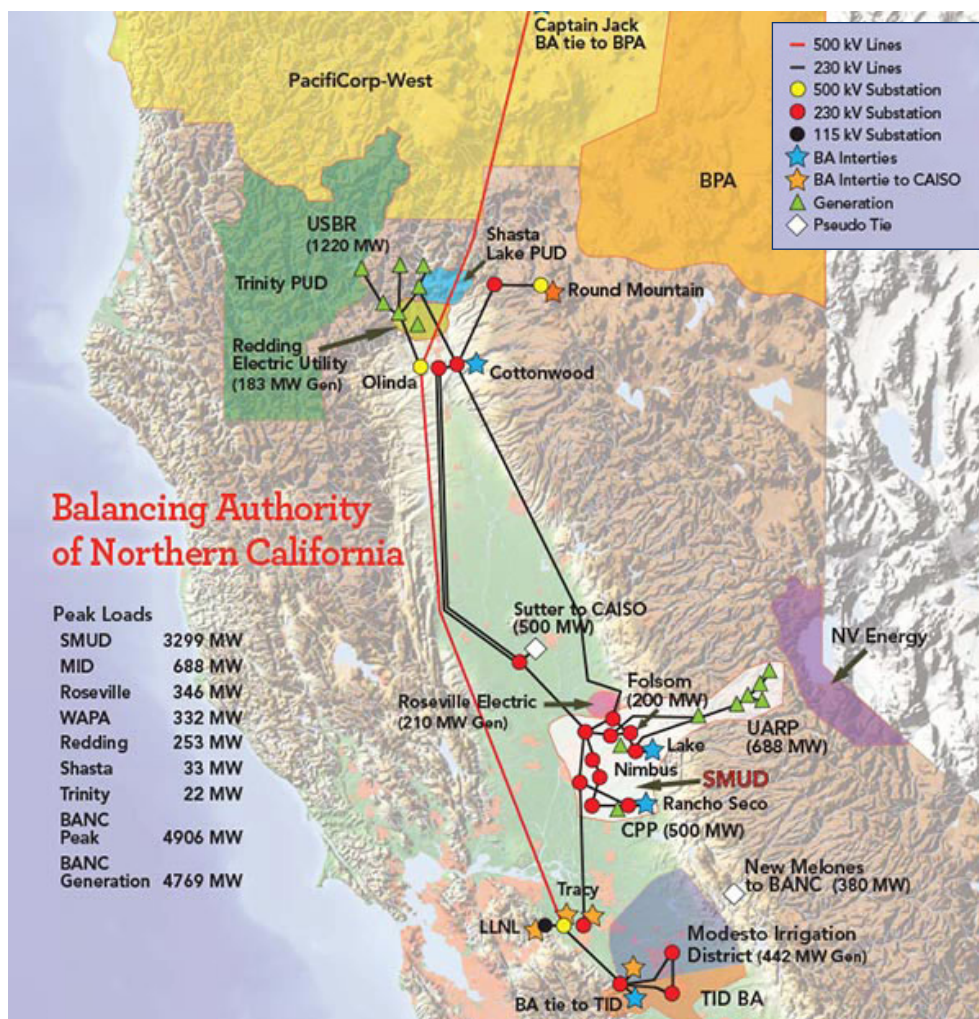 Captain Jack
BA tie to BPA
500 kV Lines
230 kV Lines
500 kV Substation
230 kV Substation
115 kV Substation
BA Interties
BA Intertie to CAISO
Generation
Pseudo Tie
PacifiCorp-West
BPA
USBR
(1220 MW)
Shasta
Lake PUD
Trinity PUD
Round Mountain
Redding
Electric Utility
(183 MW Gen)
Olinda
Cottonwood
Balancing Authority
of Northern California
Peak Loads
SMUD 3299 MW
MID 688 MW
Roseville 346 MW
WAPA 332 MW
Redding 253 MW
Shasta 33 MW
Trinity 22 MW
BANC
Peak 4906 MW
BANC
Generation 4769 MW
Sutter to CAISO
(500 MW)
NV Energy
Roseville Electric
(210 MW Gen)
Folsom
(200 MW)
UARP
(688 MW)
Lake
Nimbus
SMUD
Rancho Seco
CPP (500 MW)
New Melones
to BANC (380 MW)
Tracy
LLNL
Modesto Irrigation
District (442 MW Gen)
BA tie to TID
TID BA